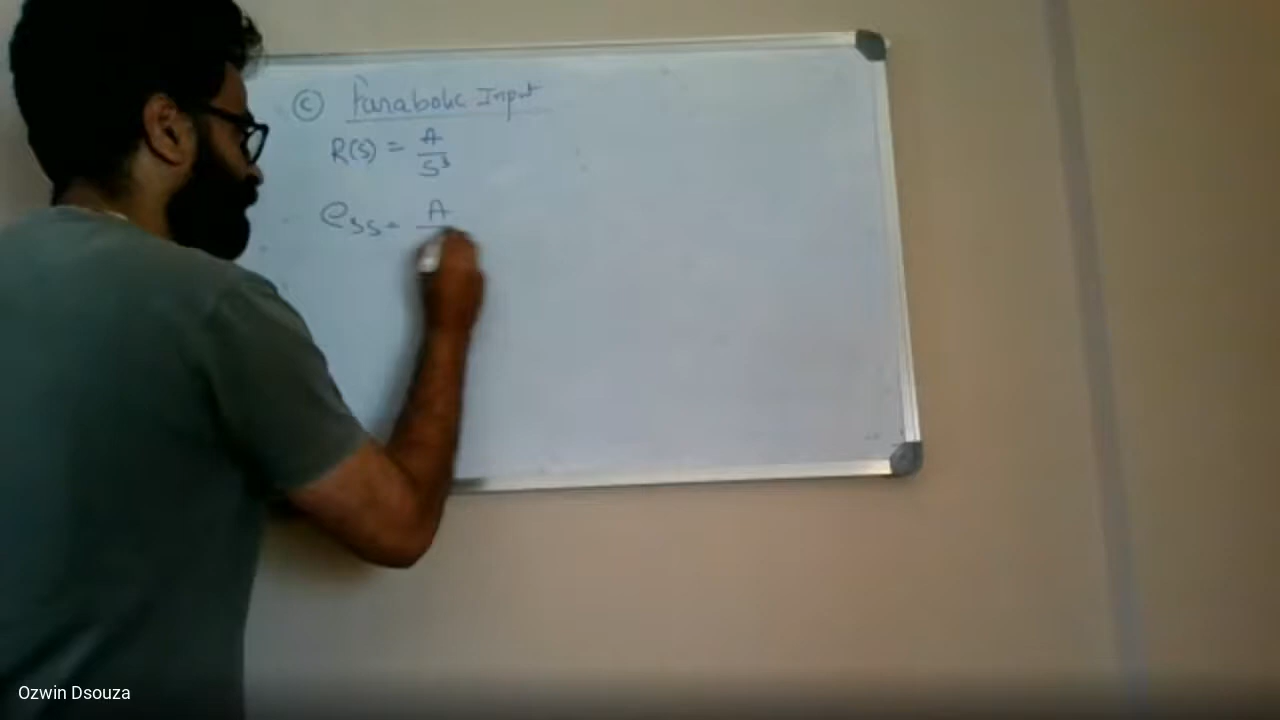 Ⓒ Parabolic Input
R(s) = A/s³
ess = A
Ozwin Dsouza